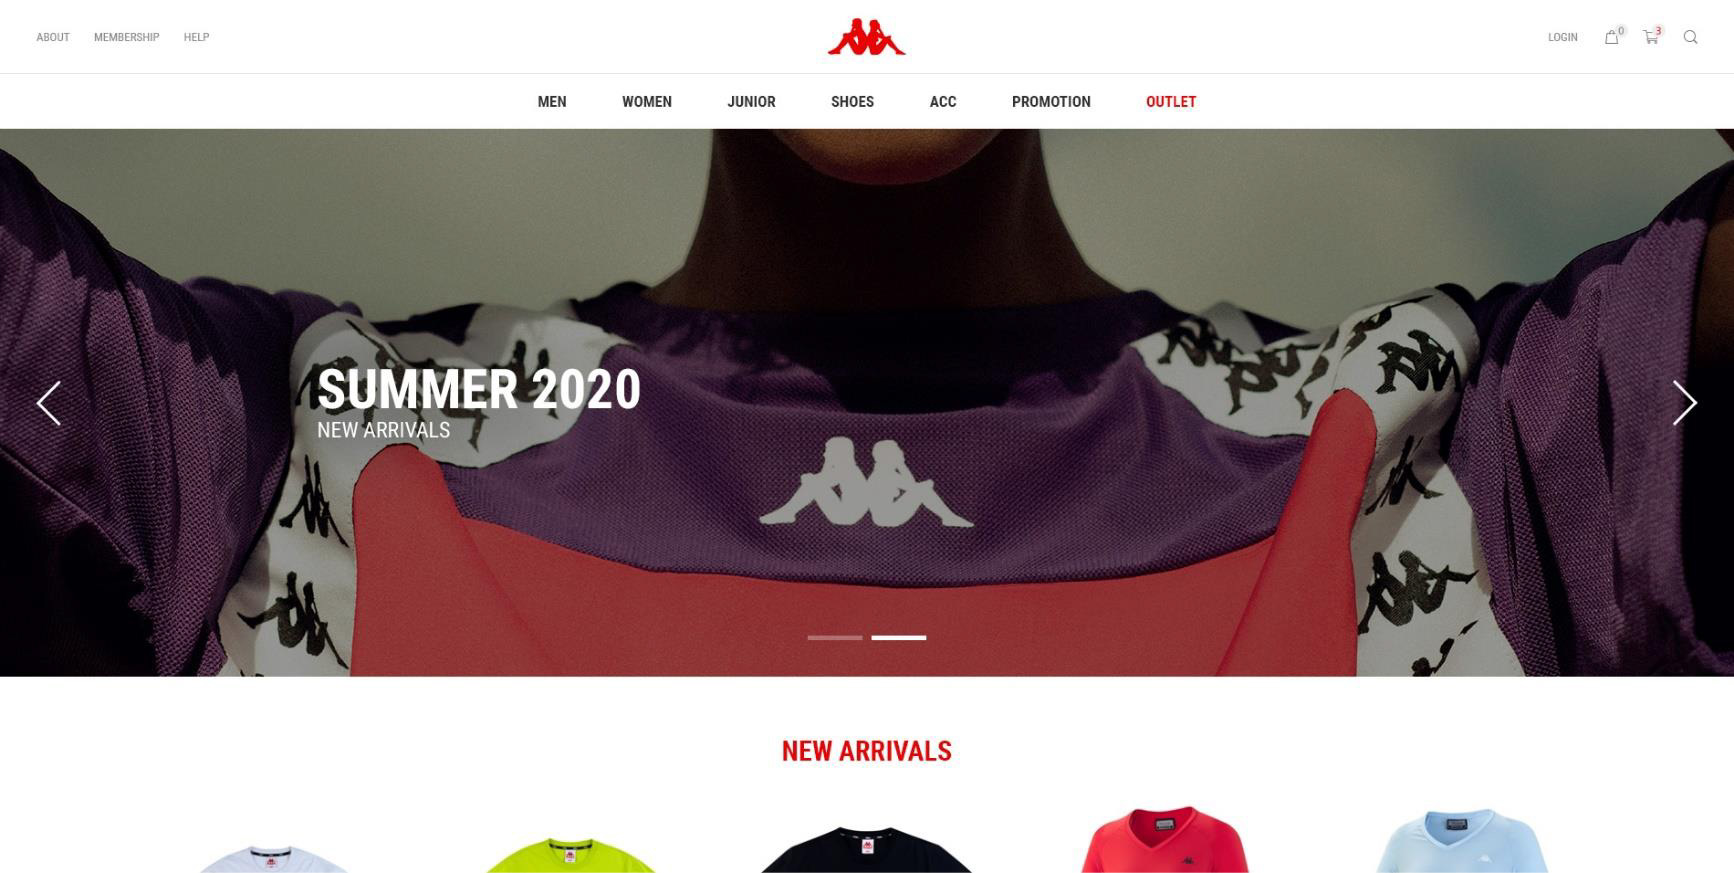 ABOUT MEMBERSHIP HELP
LOGIN 0 3
MEN WOMEN JUNIOR SHOES ACC PROMOTION OUTLET
SUMMER 2020
NEW ARRIVALS
NEW ARRIVALS